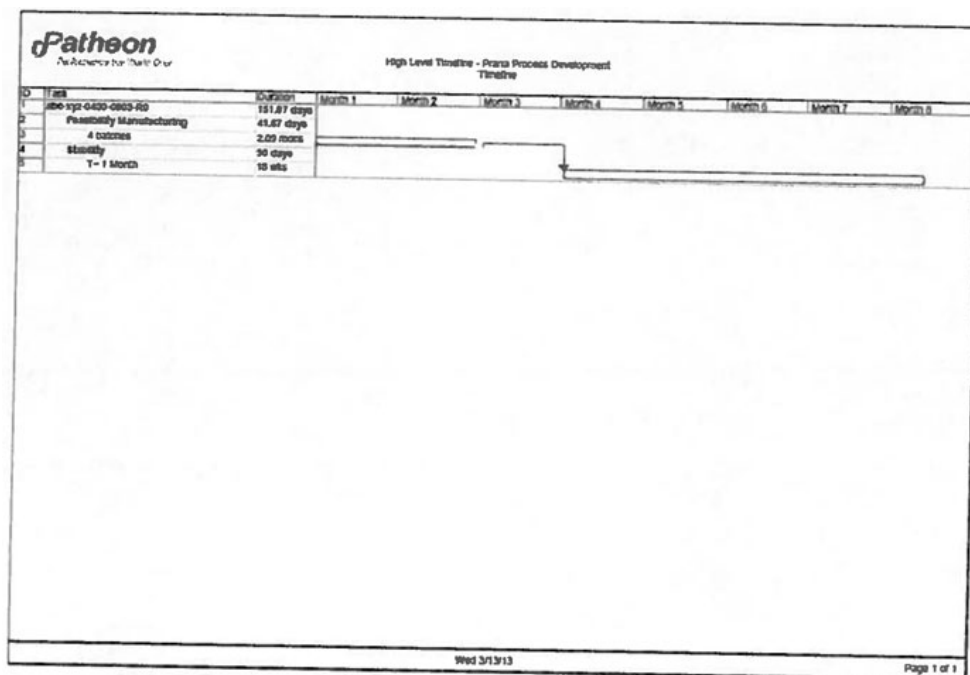 Patheon
High Level Timeline - Prana Process Development
Timeline
ID Task Duration Month 1 Month 2 Month 3 Month 4 Month 5 Month 6 Month 7 Month 8
1 151.67 days
2 Feasibility Manufacturing 41.67 days
3 4 batches 2.09 mons
4 Stability 90 days
5 T= 1 Month 18 wks
Wed 3/13/13
Page 1 of 1